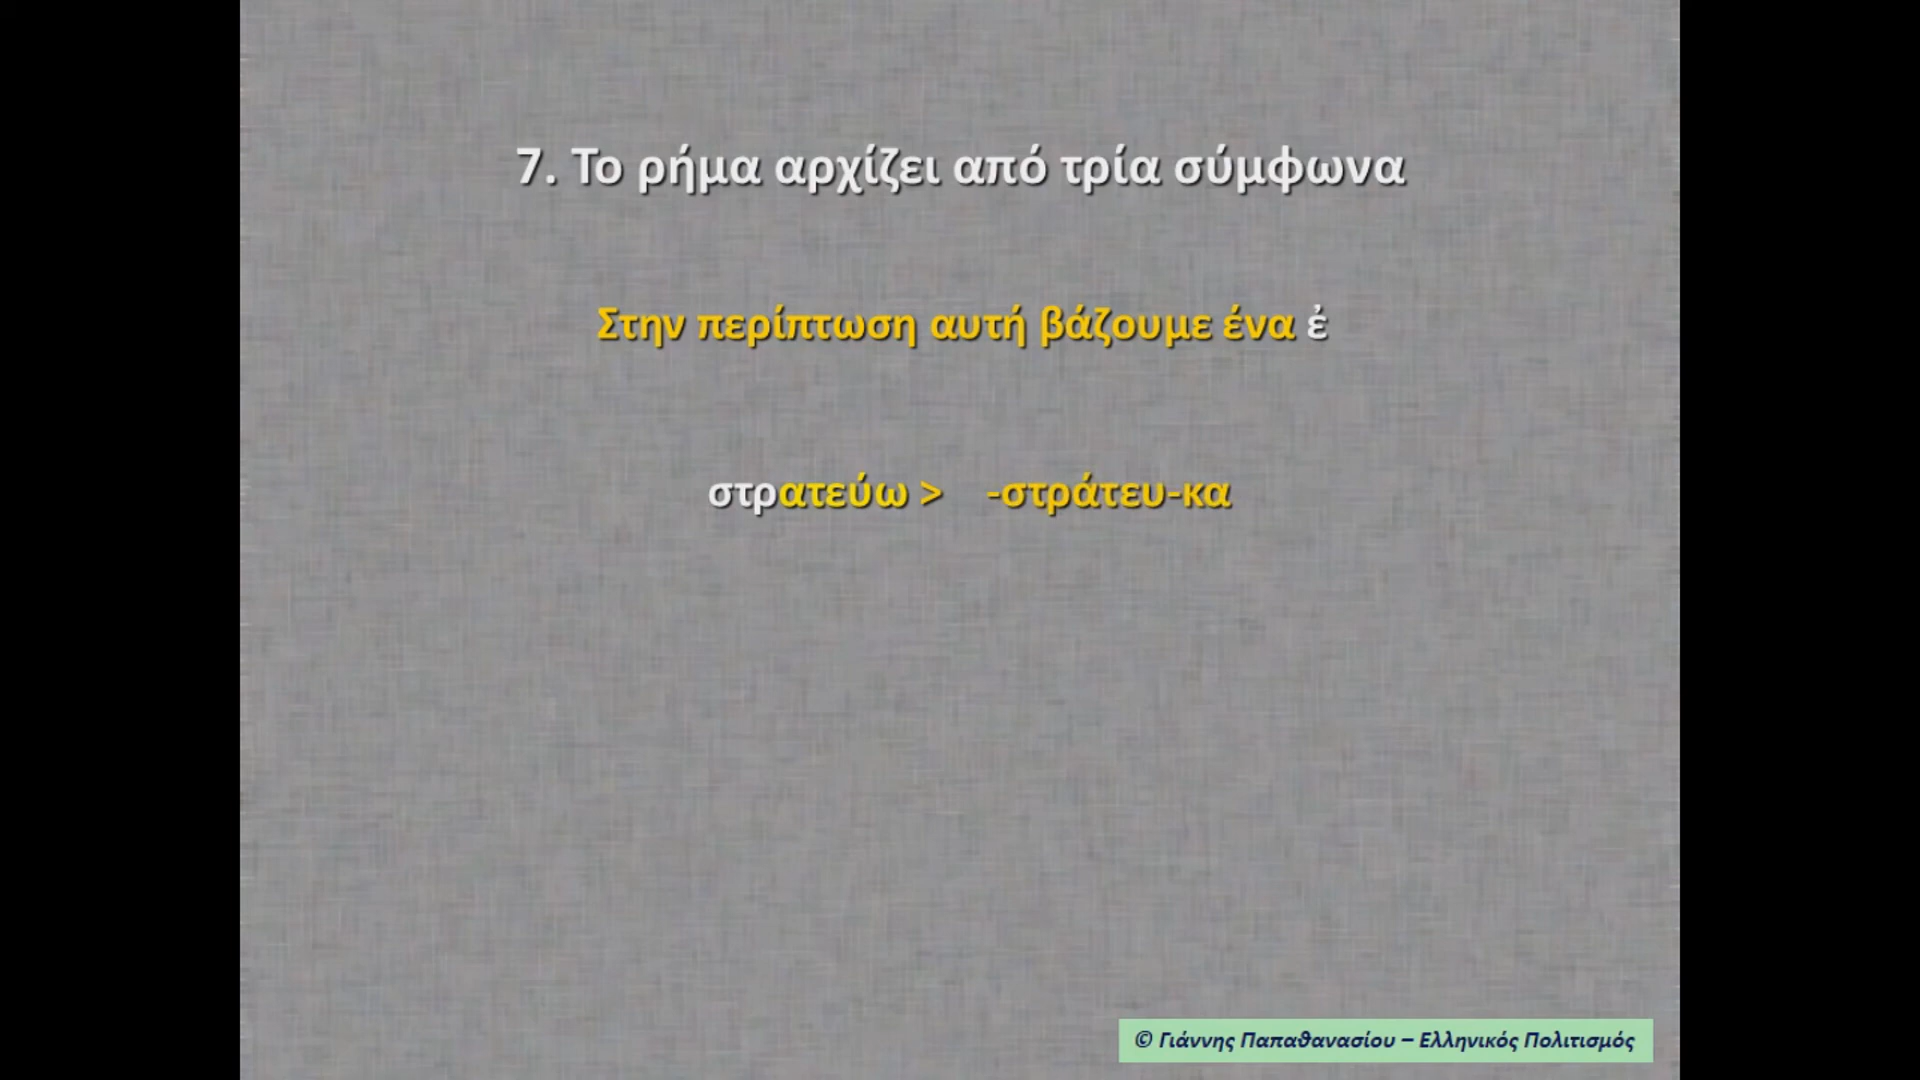 7. Το ρήμα αρχίζει από τρία σύμφωνα
Στην περίπτωση αυτή βάζουμε ένα ἐ
στρατεύω > -στράτευ-κα
© Γιάννης Παπαθανασίου – Ελληνικός Πολιτισμός